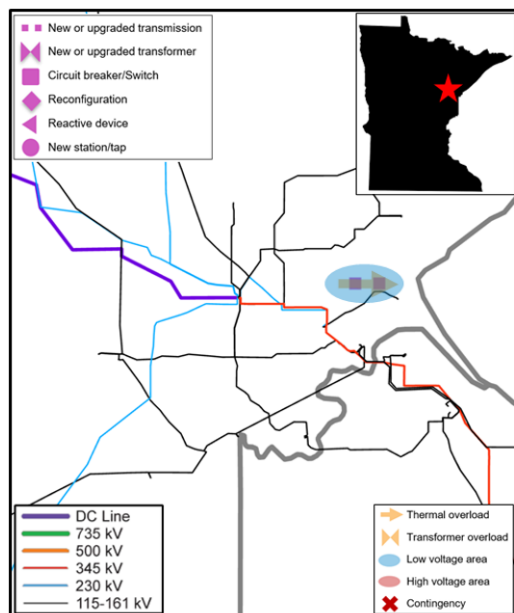 New or upgraded transmission
New or upgraded transformer
Circuit breaker/Switch
Reconfiguration
Reactive device
New station/tap
DC Line
735 kV
500 kV
345 kV
230 kV
115-161 kV
Thermal overload
Transformer overload
Low voltage area
High voltage area
Contingency